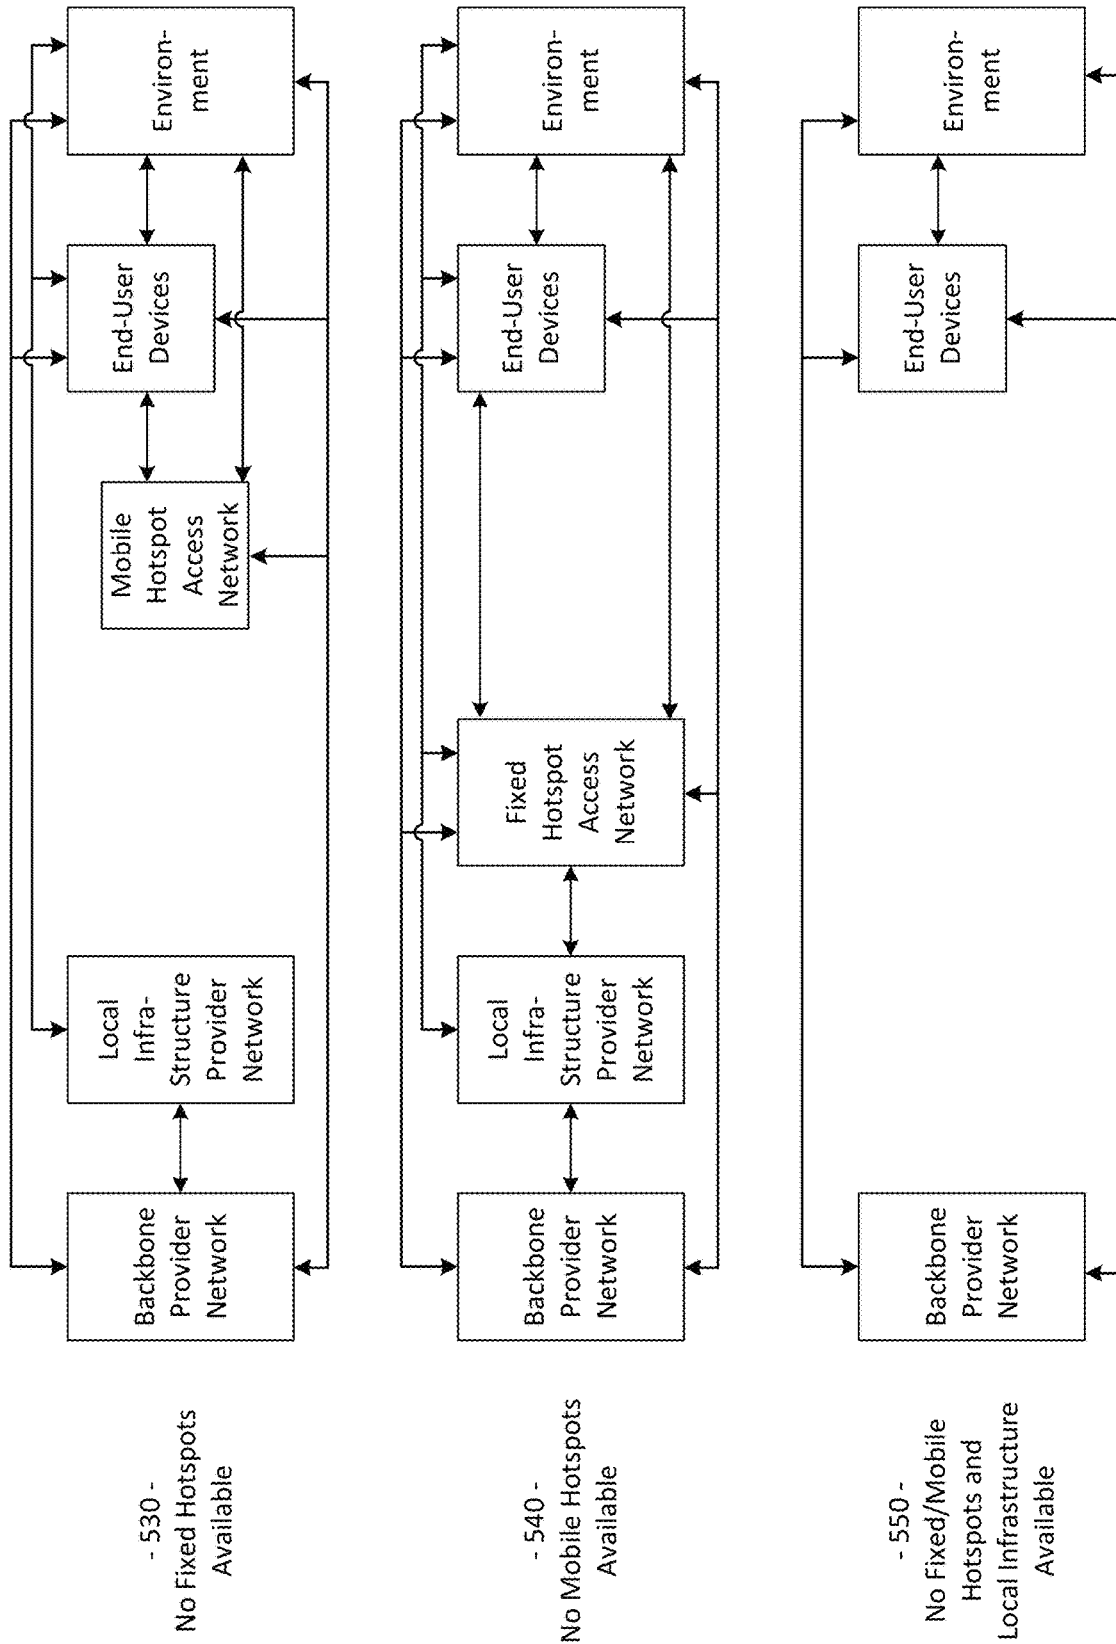 - 530 -
No Fixed Hotspots
Available
Backbone
Provider
Network
Local
Infra-
Structure
Provider
Network
Mobile
Hotspot
Access
Network
End-User
Devices
Environ-
ment
- 540 -
No Mobile Hotspots
Available
Backbone
Provider
Network
Local
Infra-
Structure
Provider
Network
Fixed
Hotspot
Access
Network
End-User
Devices
Environ-
ment
- 550 -
No Fixed/Mobile
Hotspots and
Local Infrastructure
Available
Backbone
Provider
Network
End-User
Devices
Environ-
ment